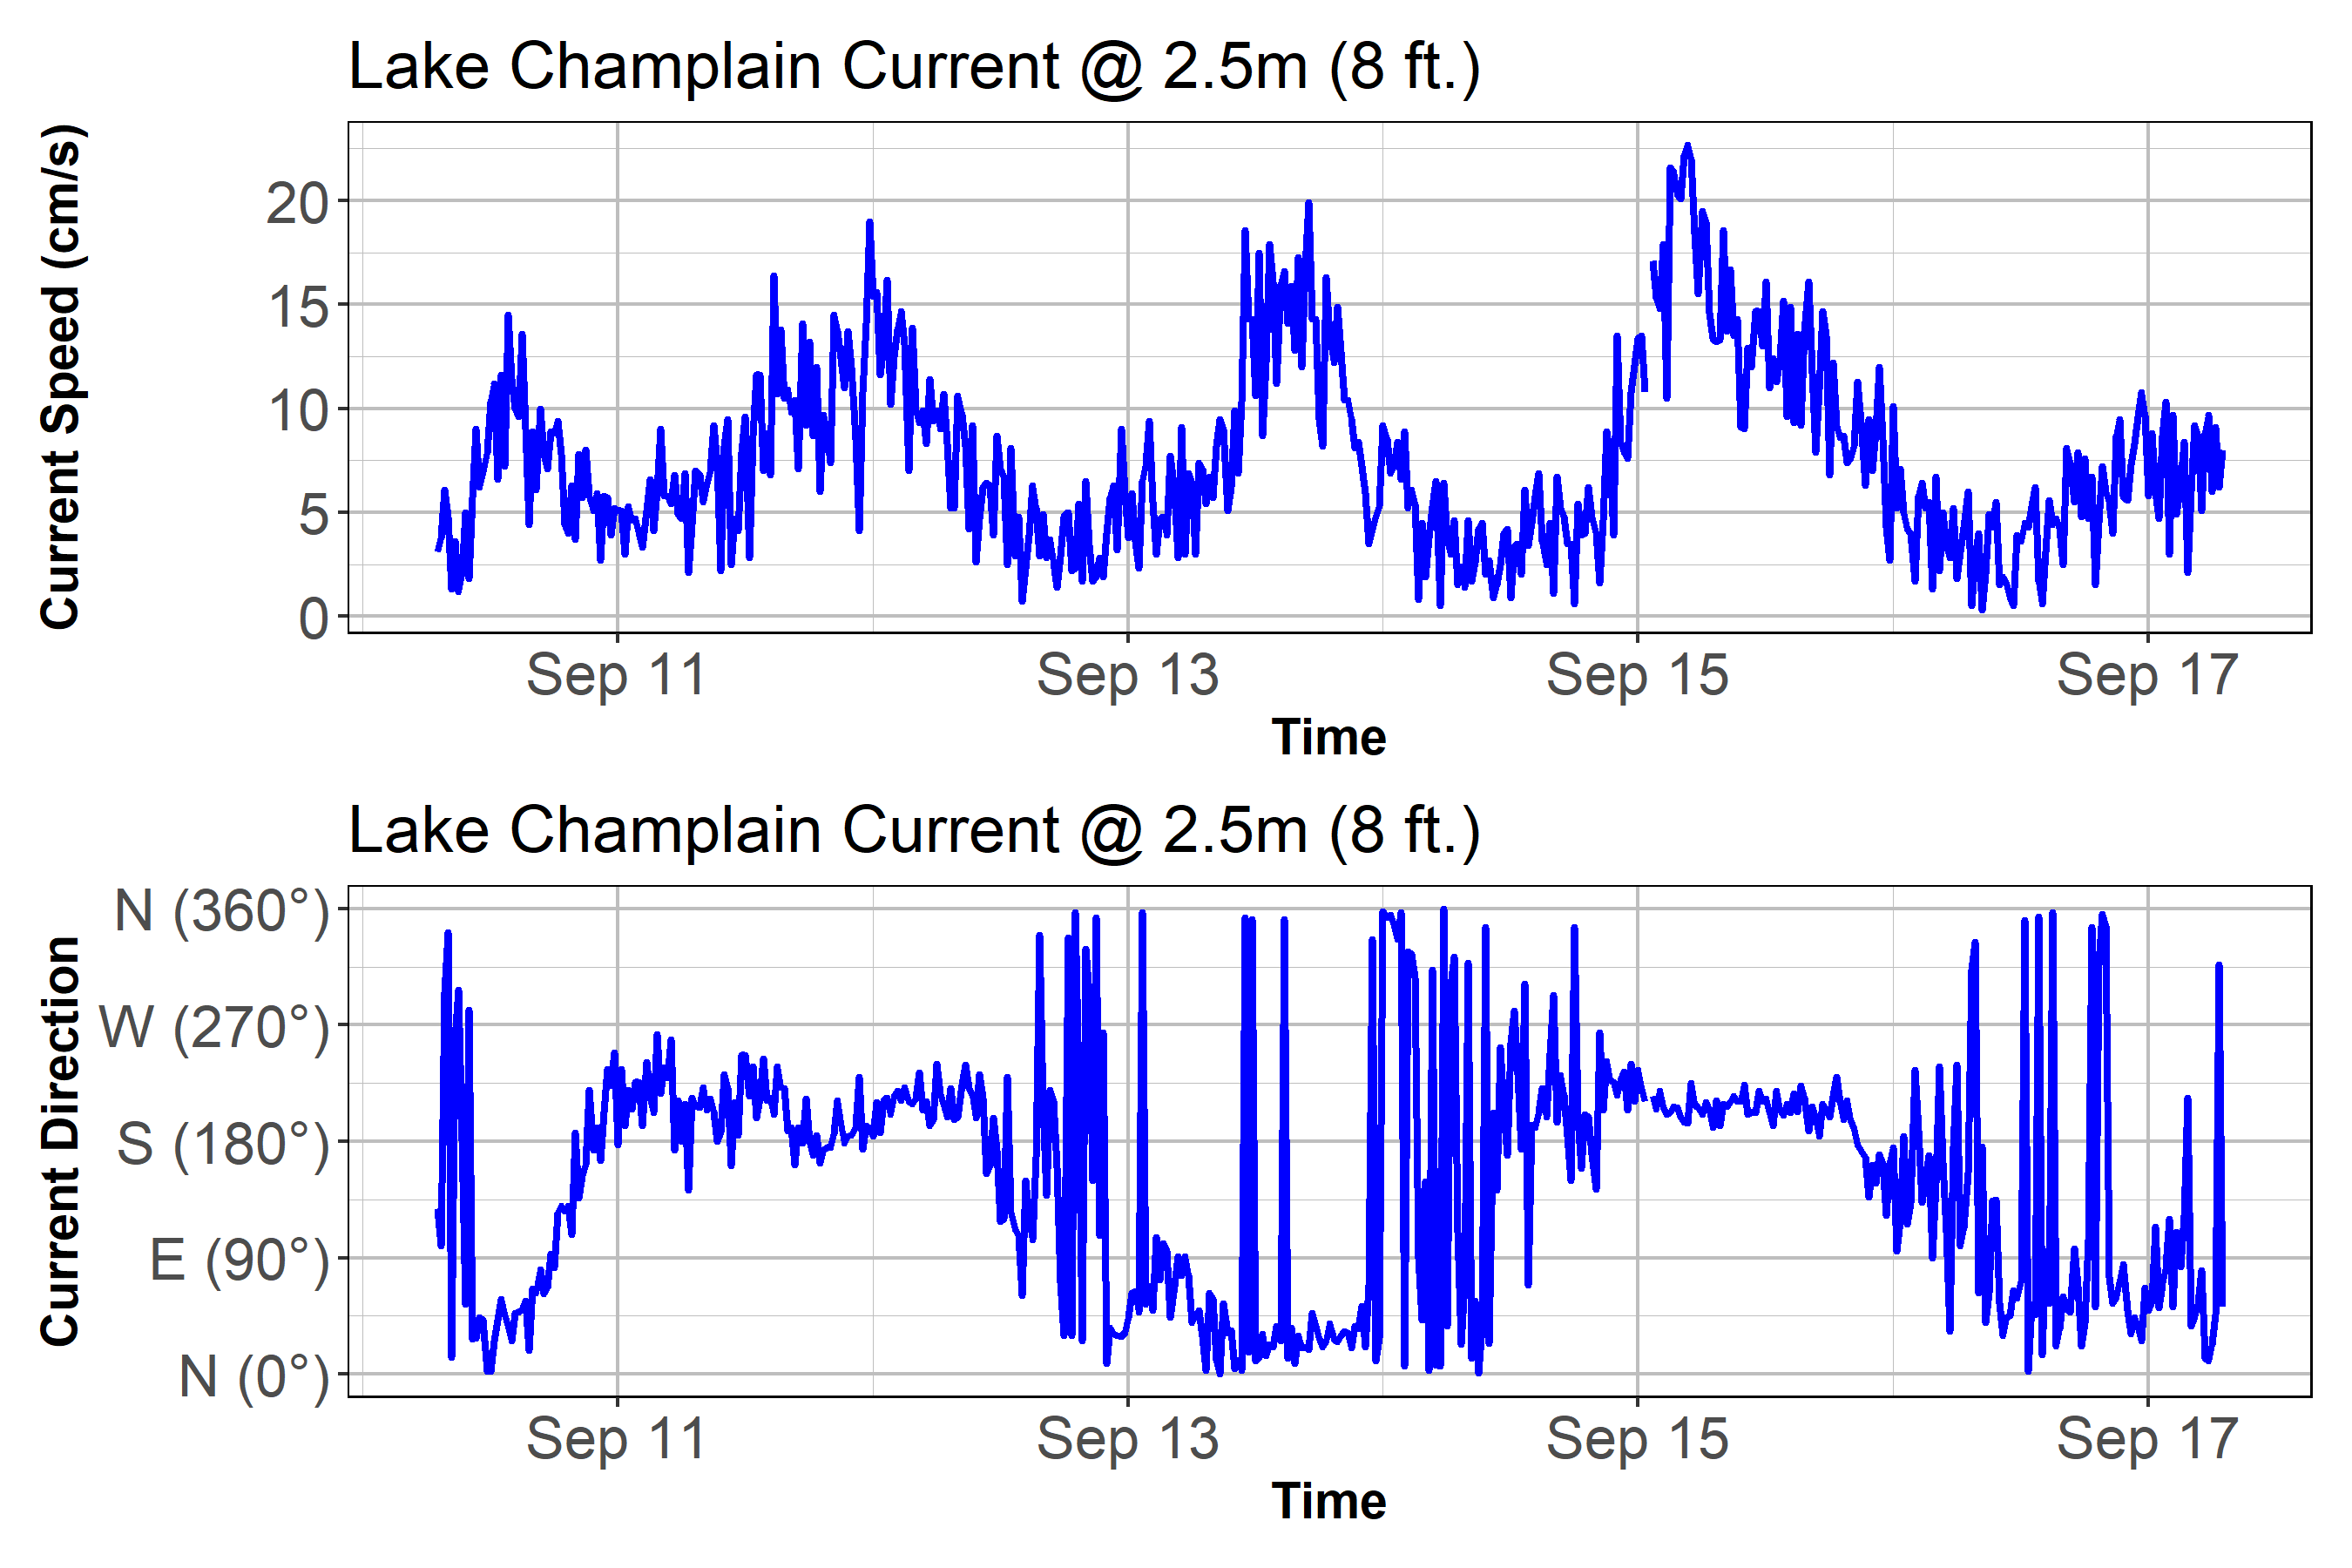 Lake Champlain Current @ 2.5m (8 ft.)
Current Speed (cm/s)
20
15
10
5
0
Sep 11 Sep 13 Sep 15 Sep 17
Time
Lake Champlain Current @ 2.5m (8 ft.)
Current Direction
N (360°)
W (270°)
S (180°)
E (90°)
N (0°)
Sep 11 Sep 13 Sep 15 Sep 17
Time